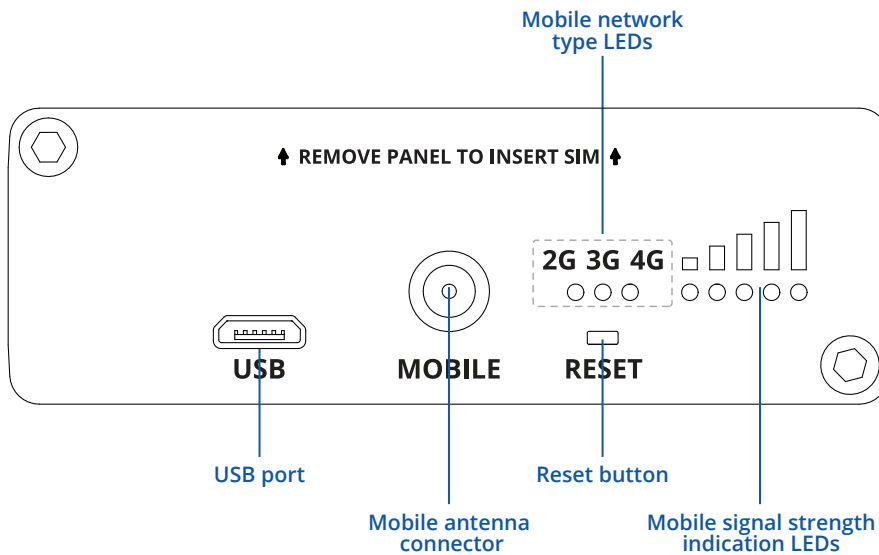 Mobile network
type LEDs
REMOVE PANEL TO INSERT SIM
2G 3G 4G
USB
MOBILE
RESET
USB port
Reset button
Mobile antenna
connector
Mobile signal strength
indication LEDs